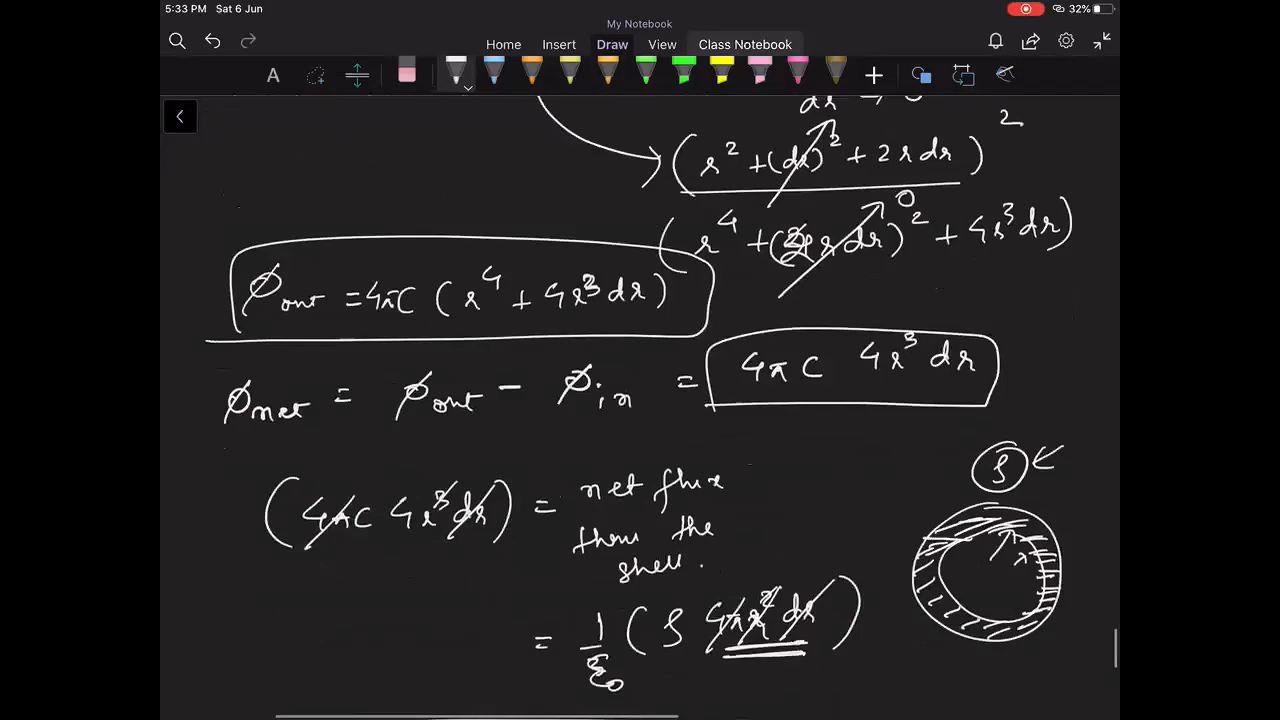 5:33 PM Sat 6 Jun 32%
My Notebook
Home Insert Draw View Class Notebook
A
dr → 0
(r² + (dr)² + 2r dr)²
0
(r⁴ + (2r dr)² + 4r³ dr)
ϕout = 4πC (r⁴ + 4r³ dr)
ϕnet = ϕout - ϕin = 4πC 4r³ dr
(4πC 4r³ dr) = net flux
thru the
shell.
= 1/ε₀ (ρ 4πr² dr)
ρ
r